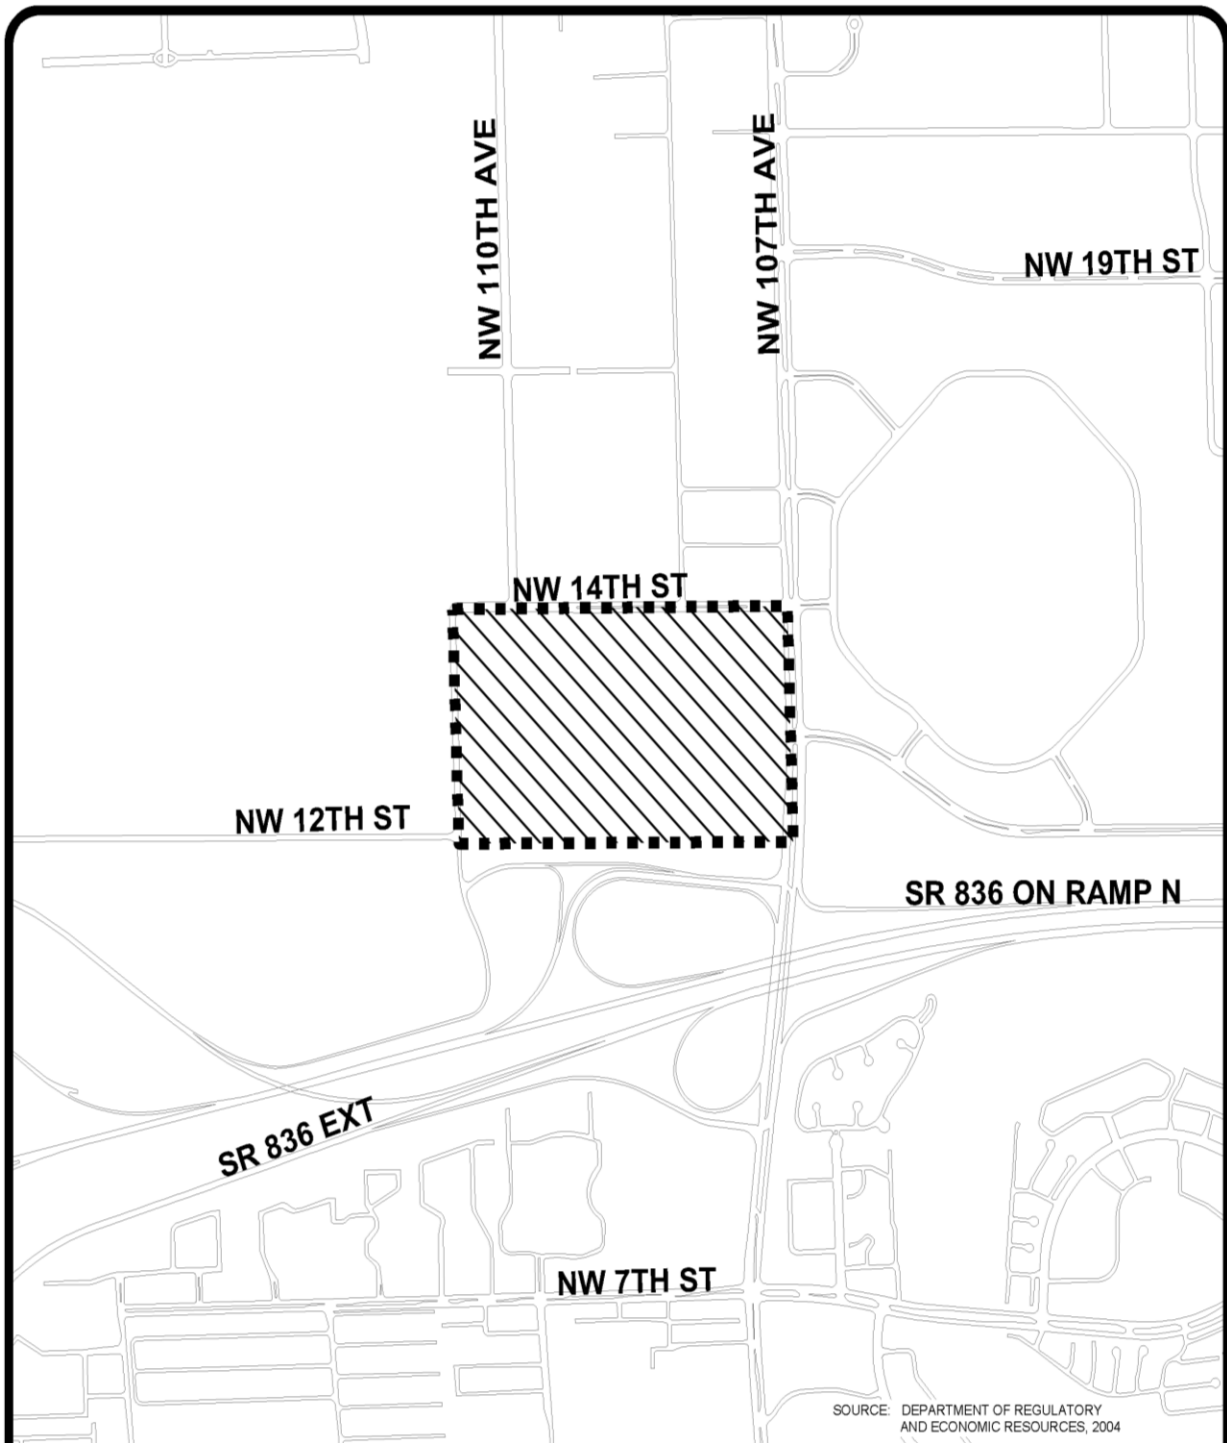 NW 110TH AVE
NW 107TH AVE
NW 19TH ST
NW 14TH ST
NW 12TH ST
SR 836 ON RAMP N
SR 836 EXT
NW 7TH ST
SOURCE: DEPARTMENT OF REGULATORY
AND ECONOMIC RESOURCES, 2004